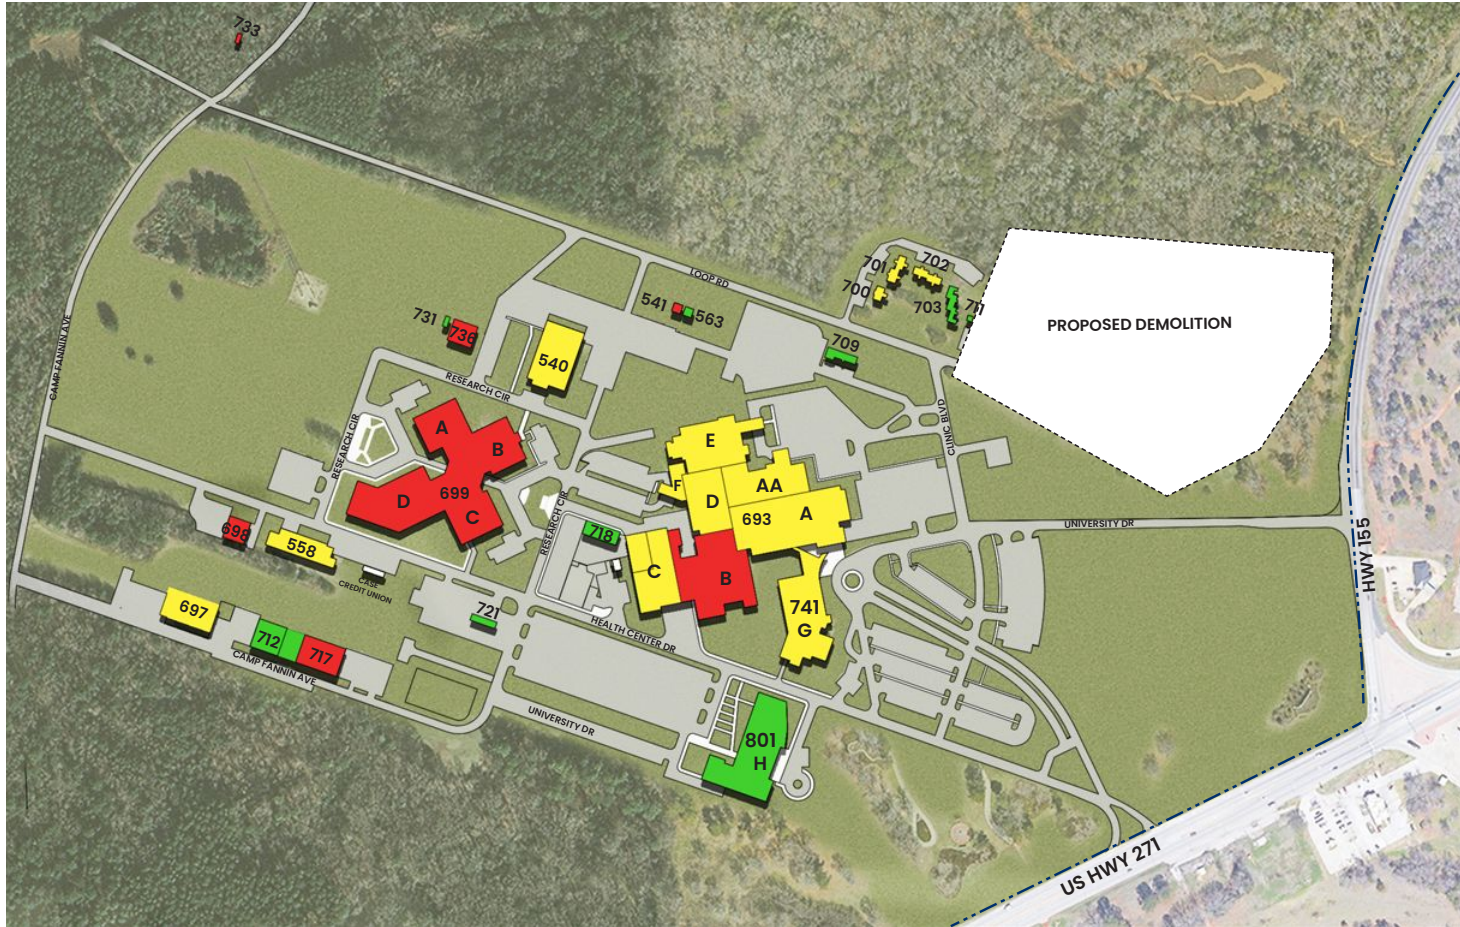 733
701
702
700
703
711
LOOP RD
541
563
731
736
709
540
PROPOSED DEMOLITION
CAMP FANNIN AVE
RESEARCH CIR
RESEARCH CIR
CLINIC BLVD
A
B
699
D
C
E
F
D
AA
693
A
UNIVERSITY DR
HWY 155
698
558
CASE
CREDIT UNION
RESEARCH CIR
718
C
B
741
G
697
712
717
721
CAMP FANNIN AVE
HEALTH CENTER DR
UNIVERSITY DR
801
H
US HWY 271